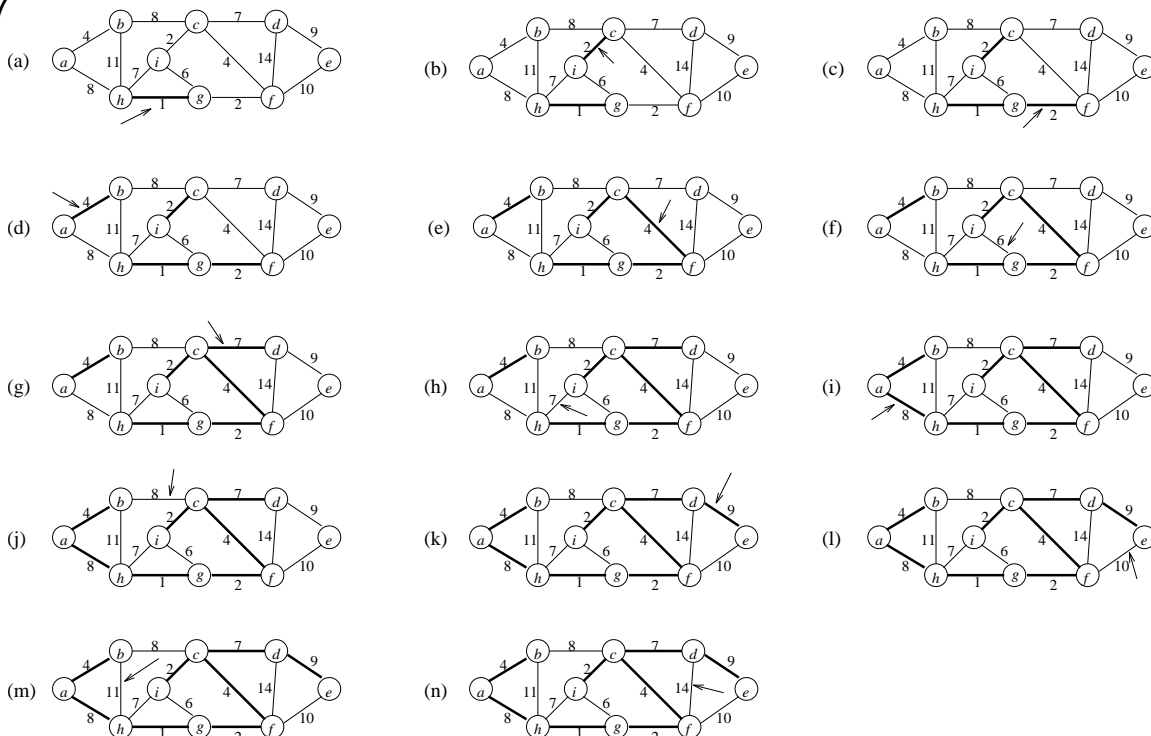 (a)
4 b 8 c 7 d 9
a 11 i 2 14 e
8 7 6 4 10
h 1 g 2 f
(b)
4 b 8 c 7 d 9
a 11 i 2 14 e
8 7 6 4 10
h 1 g 2 f
(c)
4 b 8 c 7 d 9
a 11 i 2 14 e
8 7 6 4 10
h 1 g 2 f
(d)
4 b 8 c 7 d 9
a 11 i 2 14 e
8 7 6 4 10
h 1 g 2 f
(e)
4 b 8 c 7 d 9
a 11 i 2 14 e
8 7 6 4 10
h 1 g 2 f
(f)
4 b 8 c 7 d 9
a 11 i 2 14 e
8 7 6 4 10
h 1 g 2 f
(g)
4 b 8 c 7 d 9
a 11 i 2 14 e
8 7 6 4 10
h 1 g 2 f
(h)
4 b 8 c 7 d 9
a 11 i 2 14 e
8 7 6 4 10
h 1 g 2 f
(i)
4 b 8 c 7 d 9
a 11 i 2 14 e
8 7 6 4 10
h 1 g 2 f
(j)
4 b 8 c 7 d 9
a 11 i 2 14 e
8 7 6 4 10
h 1 g 2 f
(k)
4 b 8 c 7 d 9
a 11 i 2 14 e
8 7 6 4 10
h 1 g 2 f
(l)
4 b 8 c 7 d 9
a 11 i 2 14 e
8 7 6 4 10
h 1 g 2 f
(m)
4 b 8 c 7 d 9
a 11 i 2 14 e
8 7 6 4 10
h 1 g 2 f
(n)
4 b 8 c 7 d 9
a 11 i 2 14 e
8 7 6 4 10
h 1 g 2 f